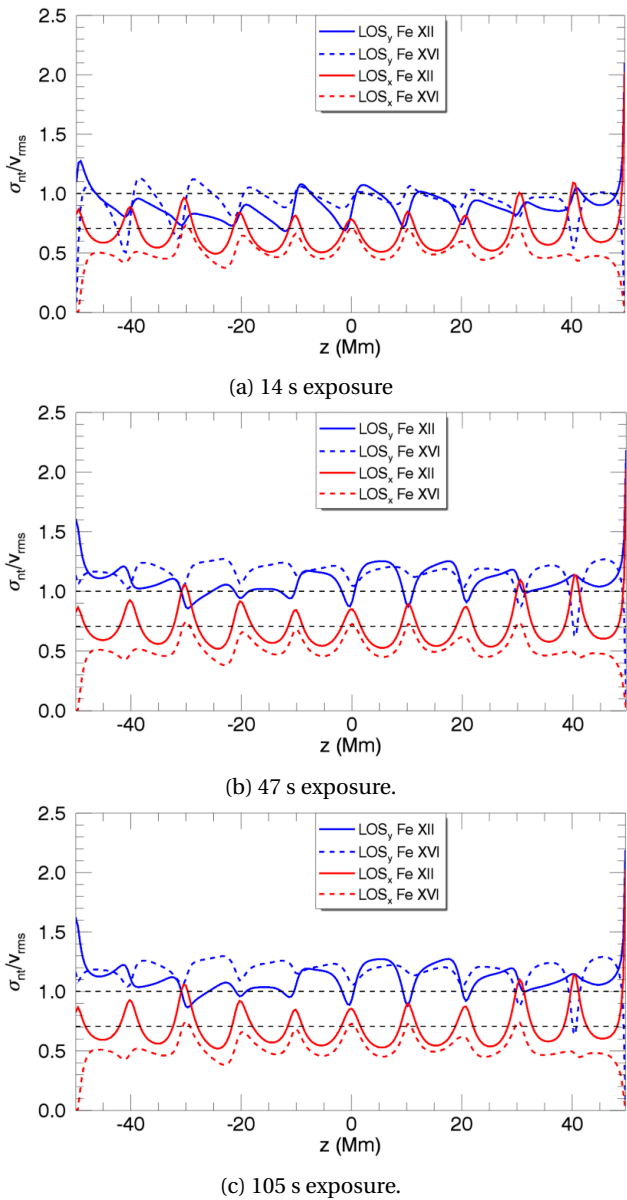 2.5
LOSy Fe XII
LOSy Fe XVI
LOSx Fe XII
LOSx Fe XVI
2.0
1.5
1.0
0.5
0.0
σnt/vrms
-40 -20 0 20 40
z (Mm)
(a) 14 s exposure
2.5
LOSy Fe XII
LOSy Fe XVI
LOSx Fe XII
LOSx Fe XVI
2.0
1.5
1.0
0.5
0.0
σnt/vrms
-40 -20 0 20 40
z (Mm)
(b) 47 s exposure.
2.5
LOSy Fe XII
LOSy Fe XVI
LOSx Fe XII
LOSx Fe XVI
2.0
1.5
1.0
0.5
0.0
σnt/vrms
-40 -20 0 20 40
z (Mm)
(c) 105 s exposure.